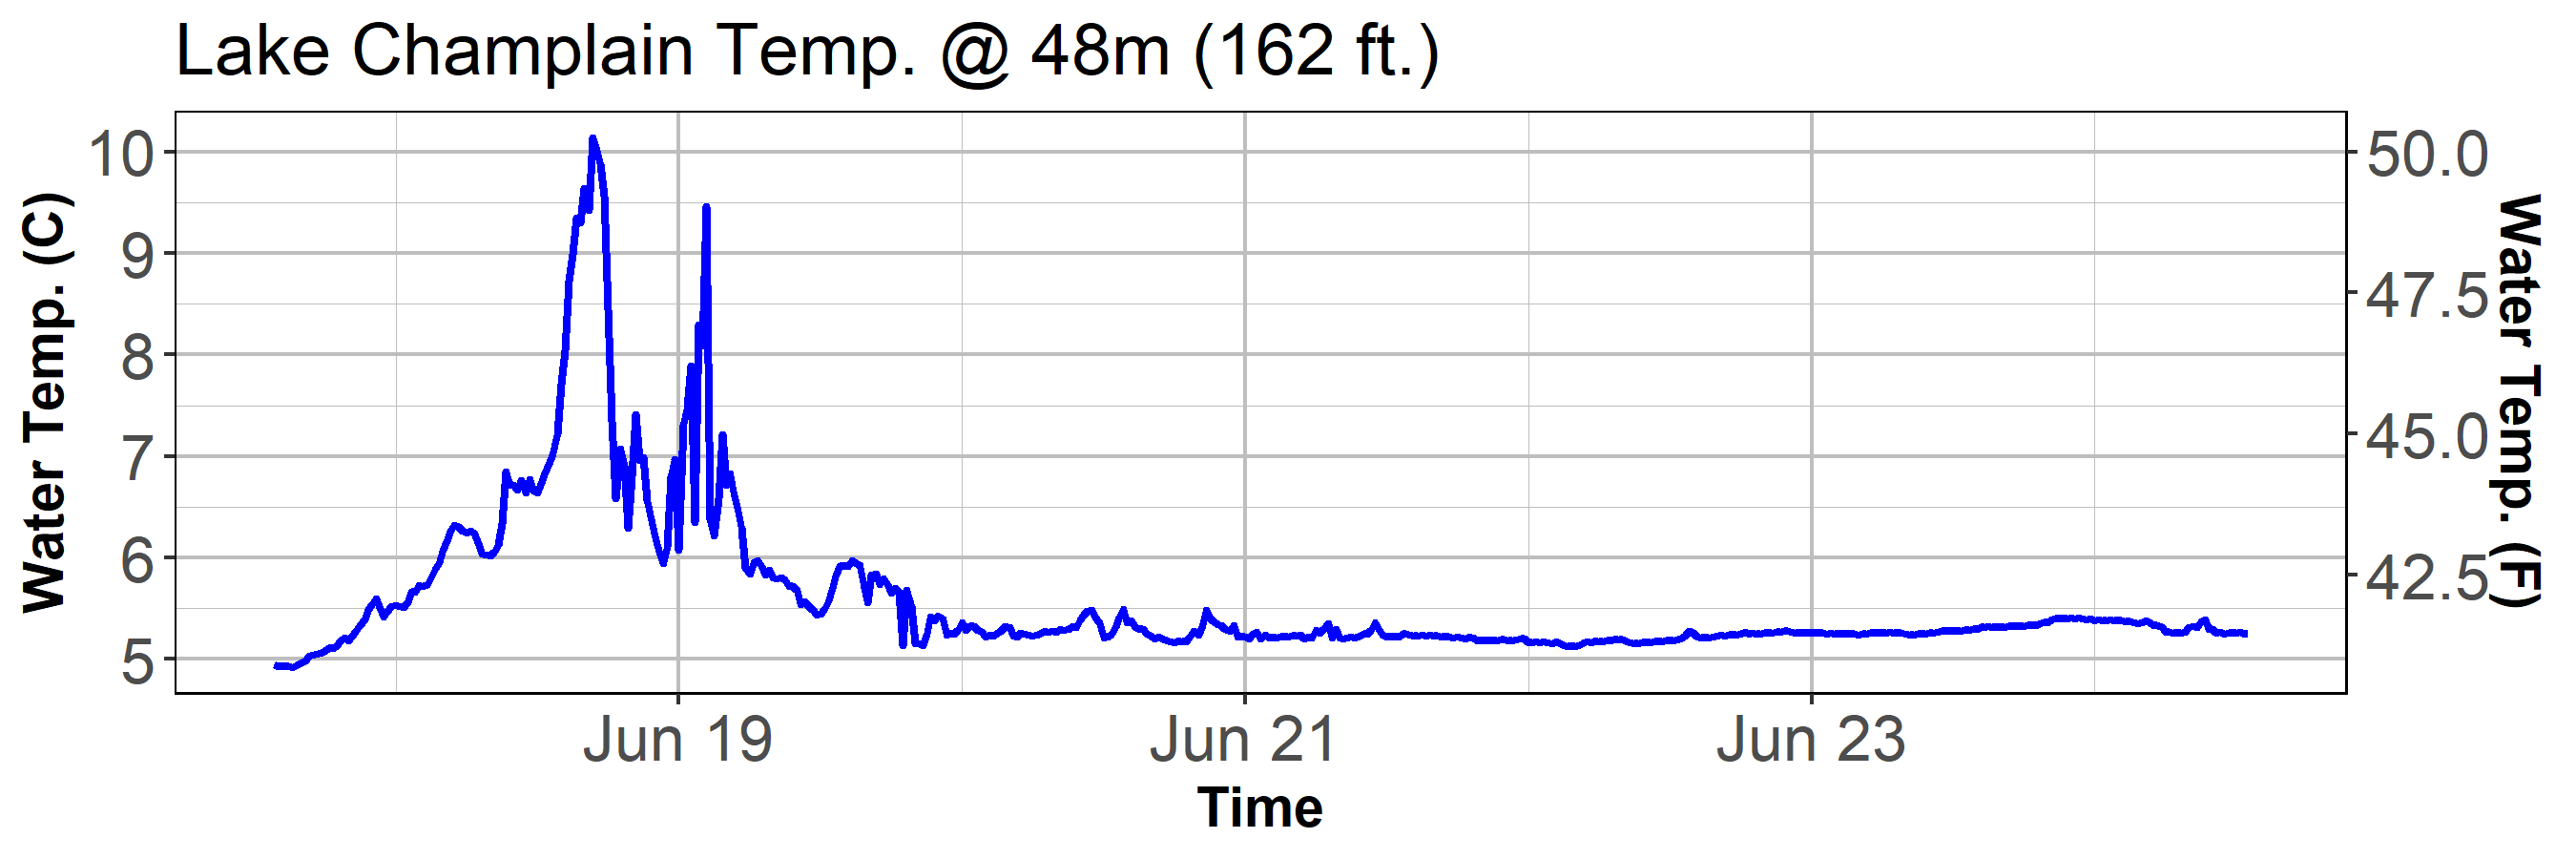 Lake Champlain Temp. @ 48m (162 ft.)
Water Temp. (C)
10
9
8
7
6
5
50.0
47.5
45.0
42.5
Water Temp. (F)
Jun 19
Jun 21
Jun 23
Time